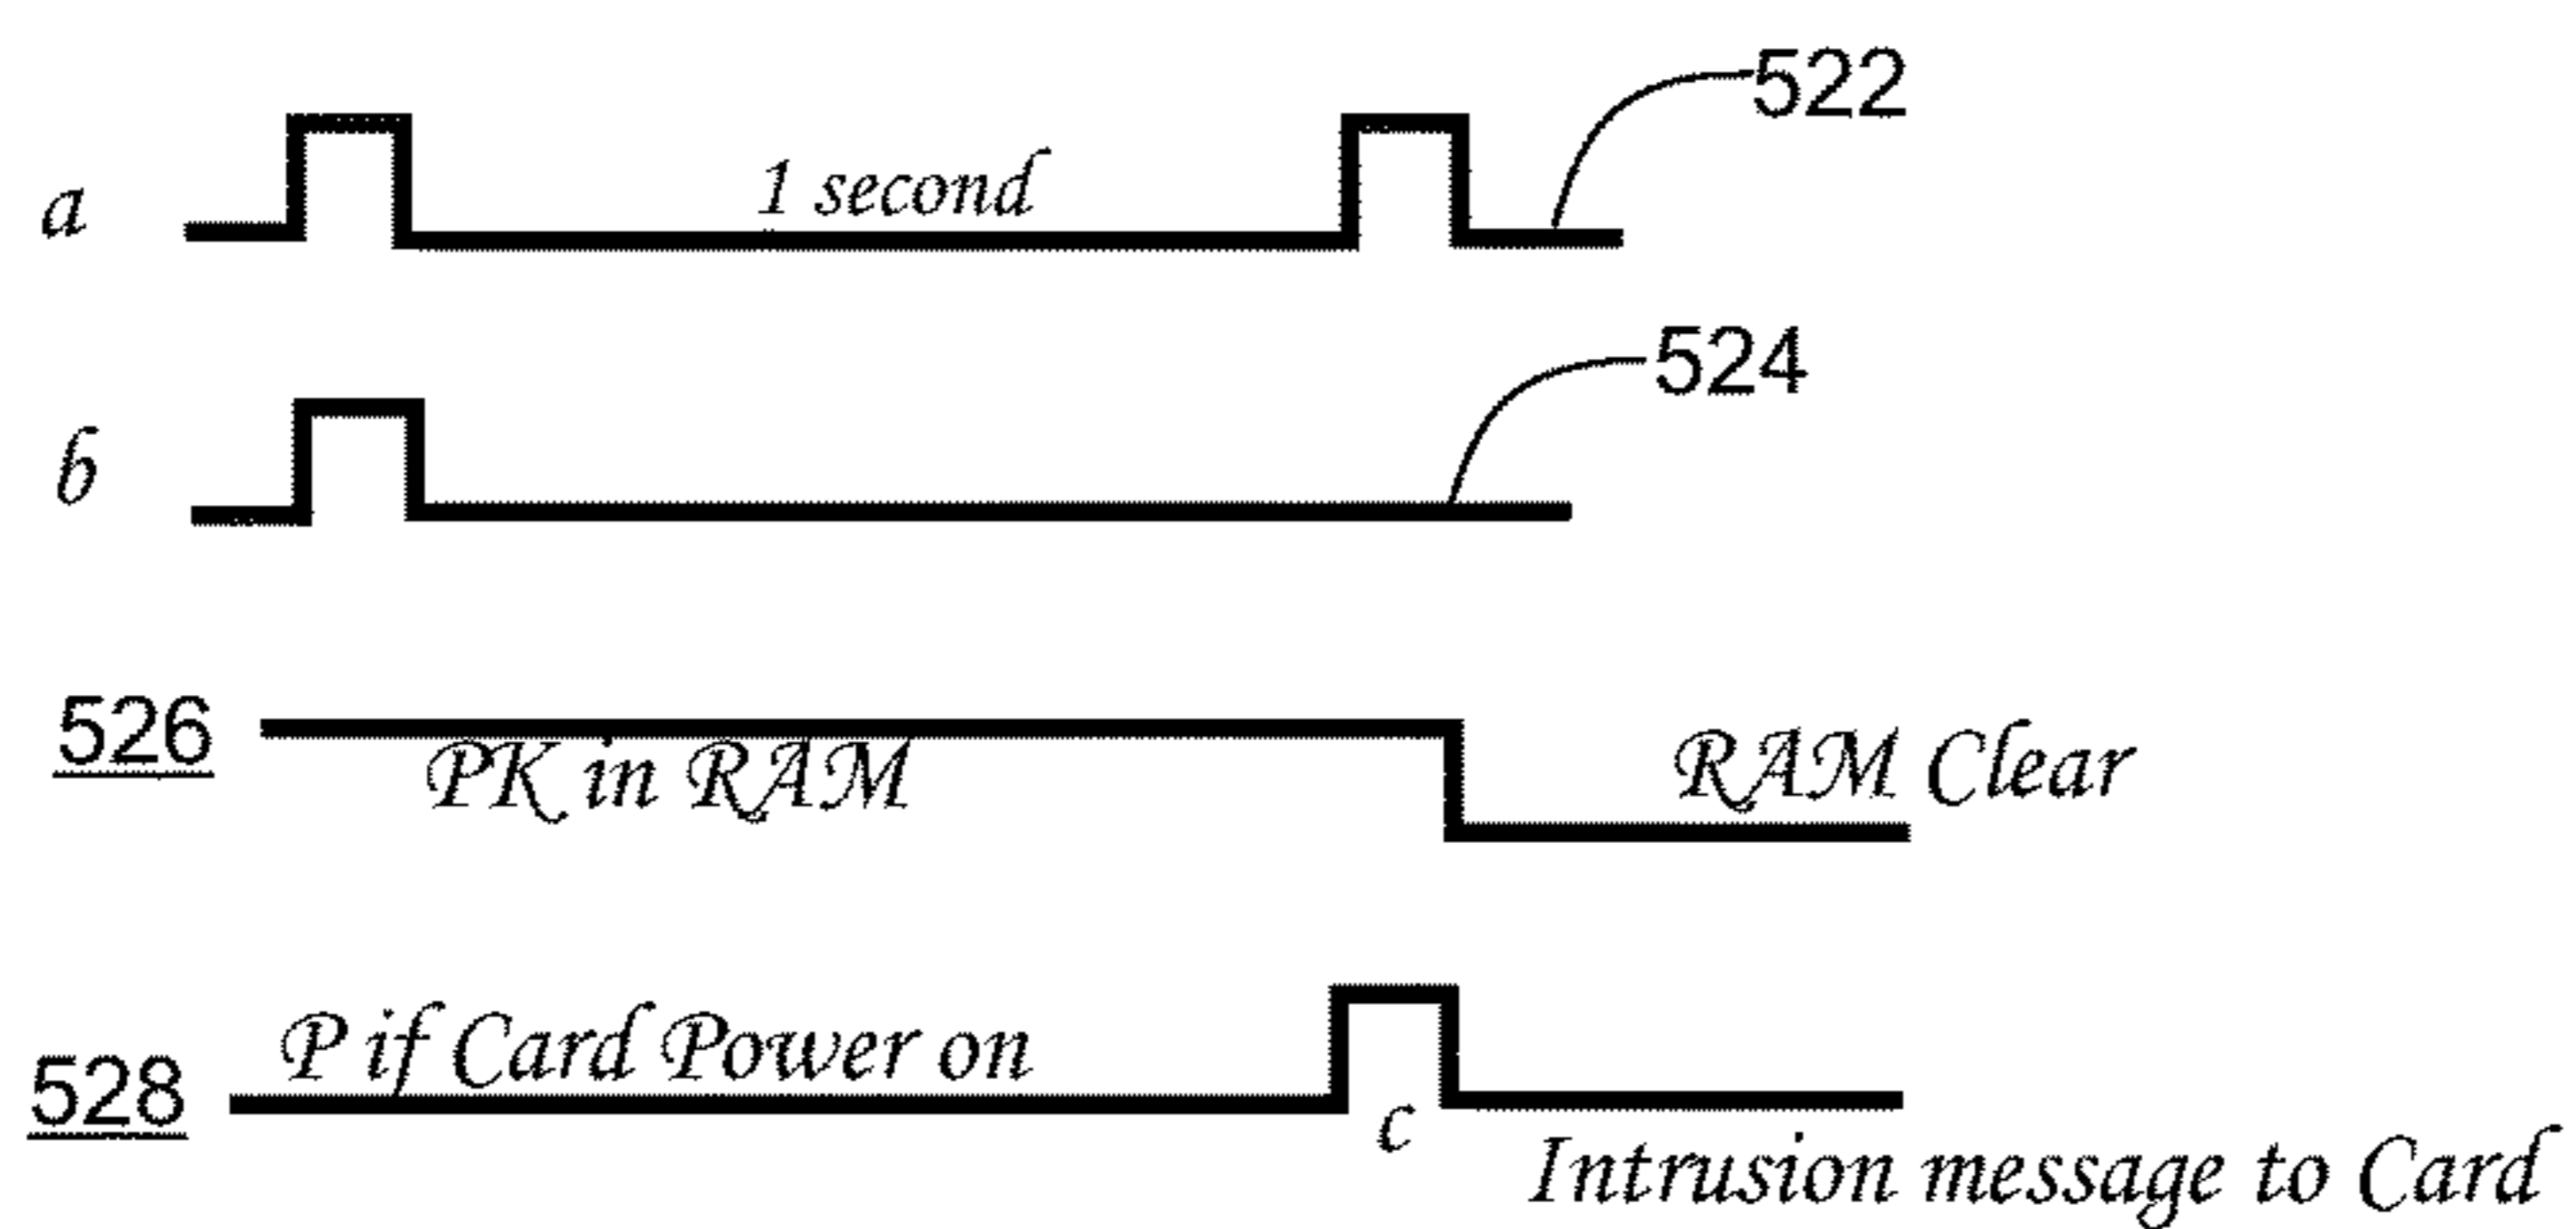 522
a
1 second
524
b
526
PK in RAM
RAM Clear
P if Card Power on
528
c
Intrusion message to Card